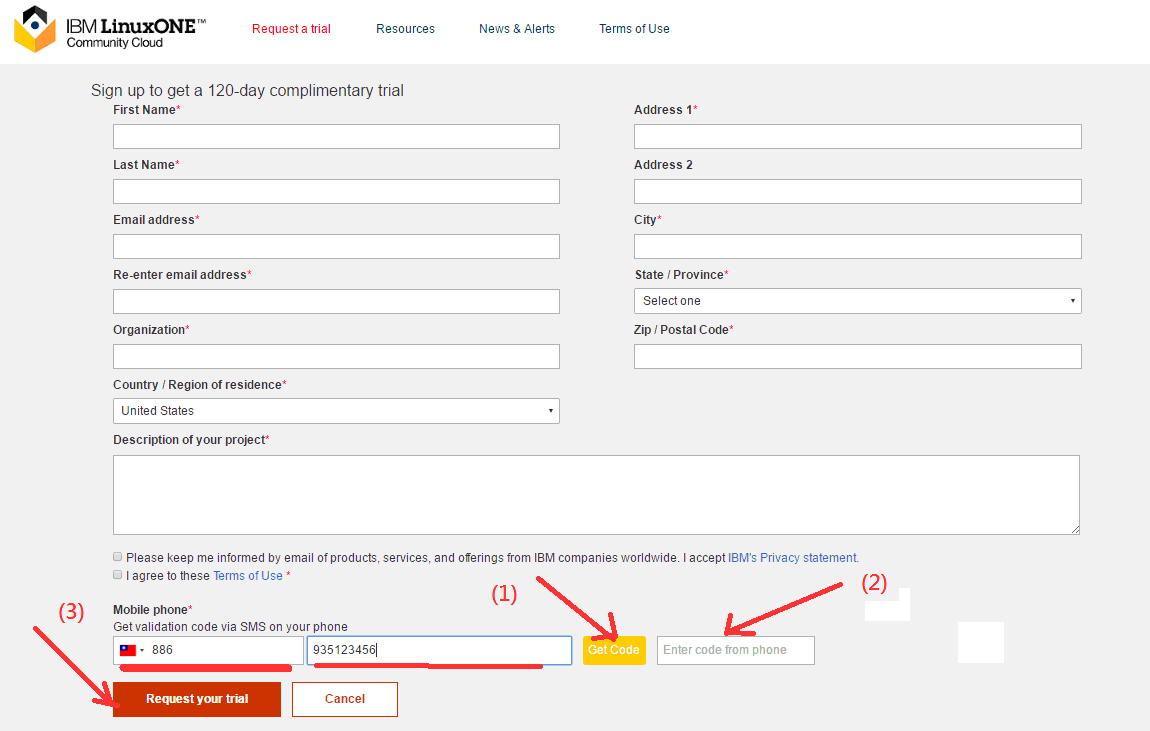 IBM LinuxONE™
Community Cloud
Request a trial
Resources
News & Alerts
Terms of Use
Sign up to get a 120-day complimentary trial
First Name*
Last Name*
Email address*
Re-enter email address*
Organization*
Country / Region of residence*
United States
Address 1*
Address 2
City*
State / Province*
Select one
Zip / Postal Code*
Description of your project*
Please keep me informed by email of products, services, and offerings from IBM companies worldwide. I accept IBM's Privacy statement.
I agree to these Terms of Use *
(1)
(2)
(3)
Mobile phone*
Get validation code via SMS on your phone
886
935123456
Get Code
Enter code from phone
Request your trial
Cancel